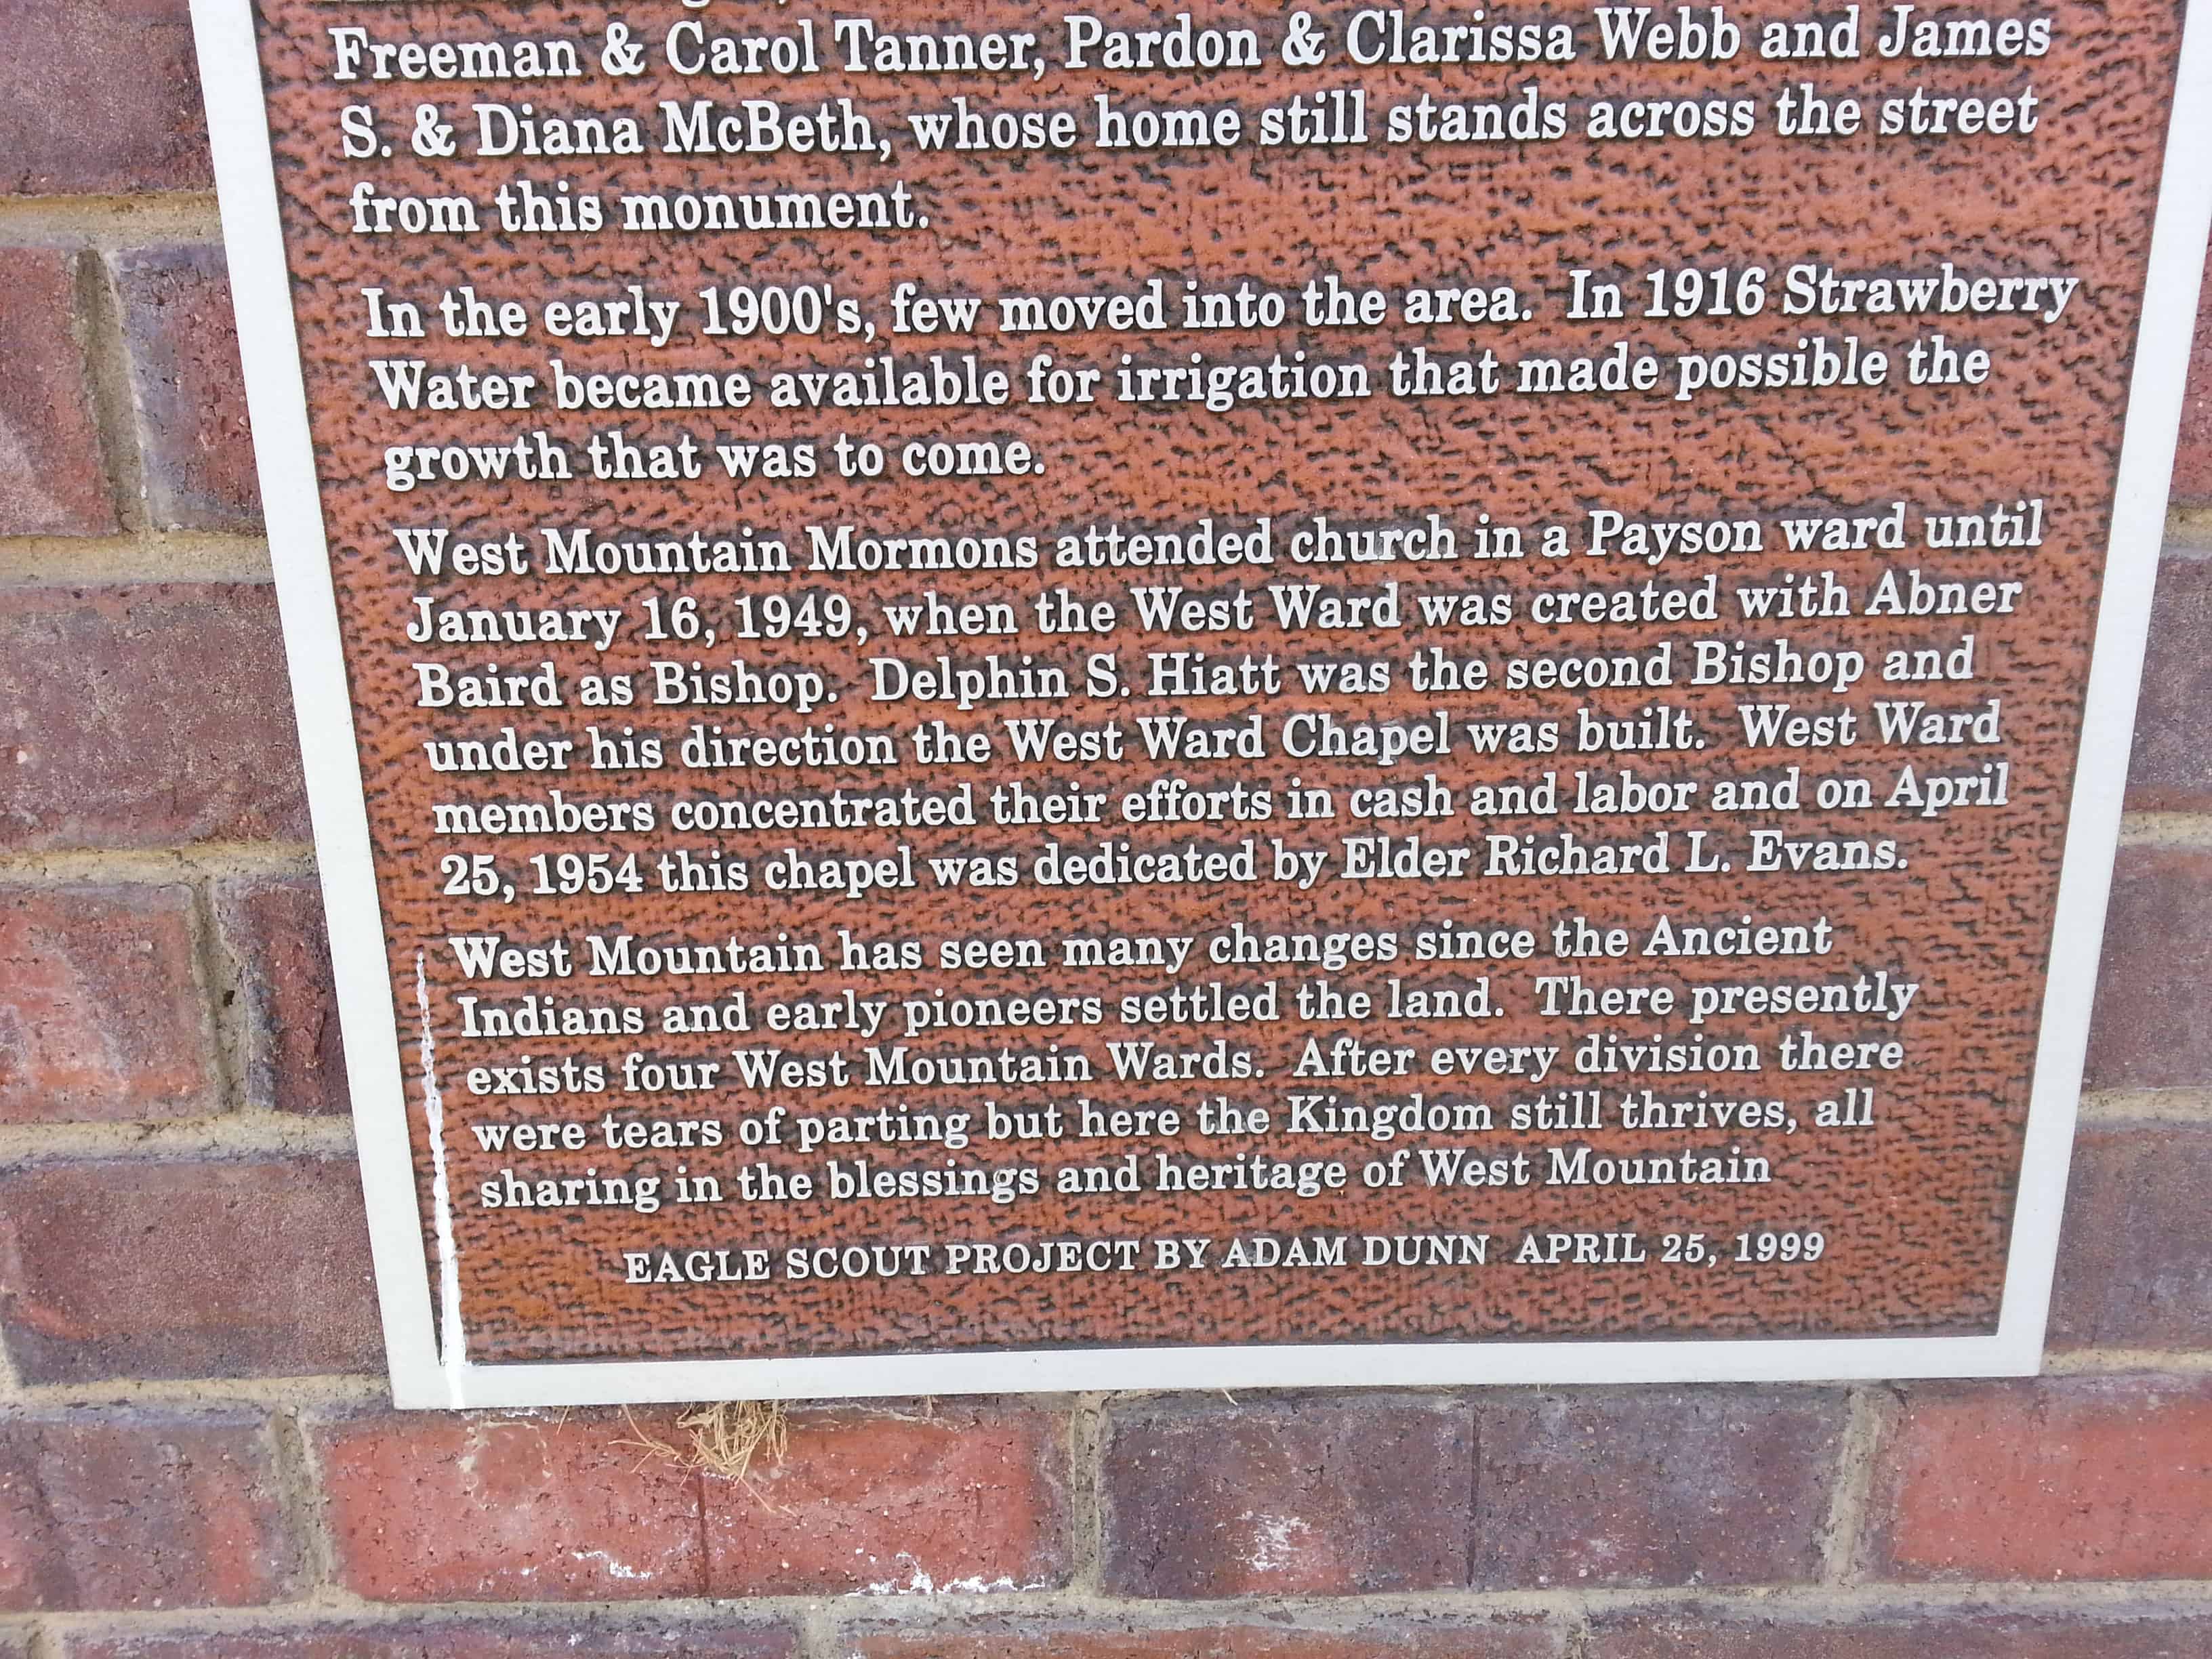 Freeman & Carol Tanner, Pardon & Clarissa Webb and James
S. & Diana McBeth, whose home still stands across the street
from this monument.
In the early 1900's, few moved into the area. In 1916 Strawberry
Water became available for irrigation that made possible the
growth that was to come.
West Mountain Mormons attended church in a Payson ward until
January 16, 1949, when the West Ward was created with Abner
Baird as Bishop. Delphin S. Hiatt was the second Bishop and
under his direction the West Ward Chapel was built. West Ward
members concentrated their efforts in cash and labor and on April
25, 1954 this chapel was dedicated by Elder Richard L. Evans.
West Mountain has seen many changes since the Ancient
Indians and early pioneers settled the land. There presently
exists four West Mountain Wards. After every division there
were tears of parting but here the Kingdom still thrives, all
sharing in the blessings and heritage of West Mountain
EAGLE SCOUT PROJECT BY ADAM DUNN APRIL 25, 1999